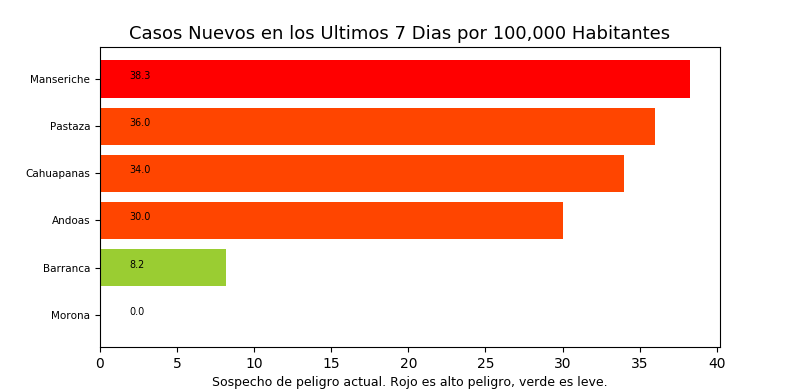 Casos Nuevos en los Ultimos 7 Dias por 100,000 Habitantes
Manseriche 38.3
Pastaza 36.0
Cahuapanas 34.0
Andoas 30.0
Barranca 8.2
Morona 0.0
0 5 10 15 20 25 30 35 40
Sospecho de peligro actual. Rojo es alto peligro, verde es leve.